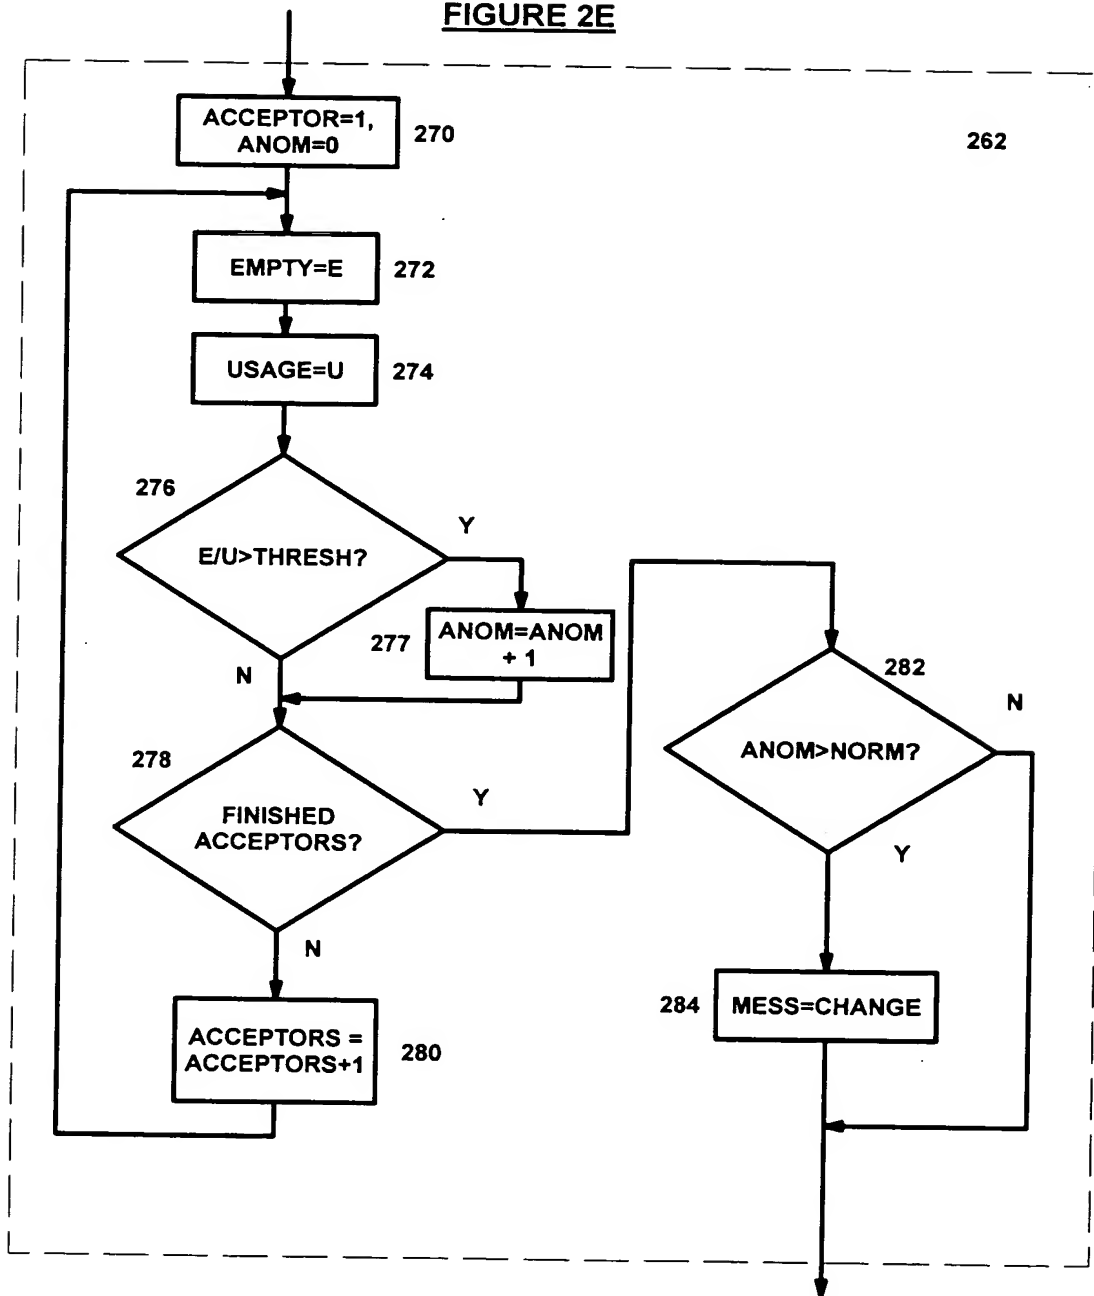 FIGURE 2E
ACCEPTOR=1,
ANOM=0
270
262
EMPTY=E
272
USAGE=U
274
276
E/U>THRESH?
Y
277
ANOM=ANOM
+ 1
N
278
FINISHED
ACCEPTORS?
Y
N
ACCEPTORS =
ACCEPTORS+1
280
282
ANOM>NORM?
N
Y
284
MESS=CHANGE